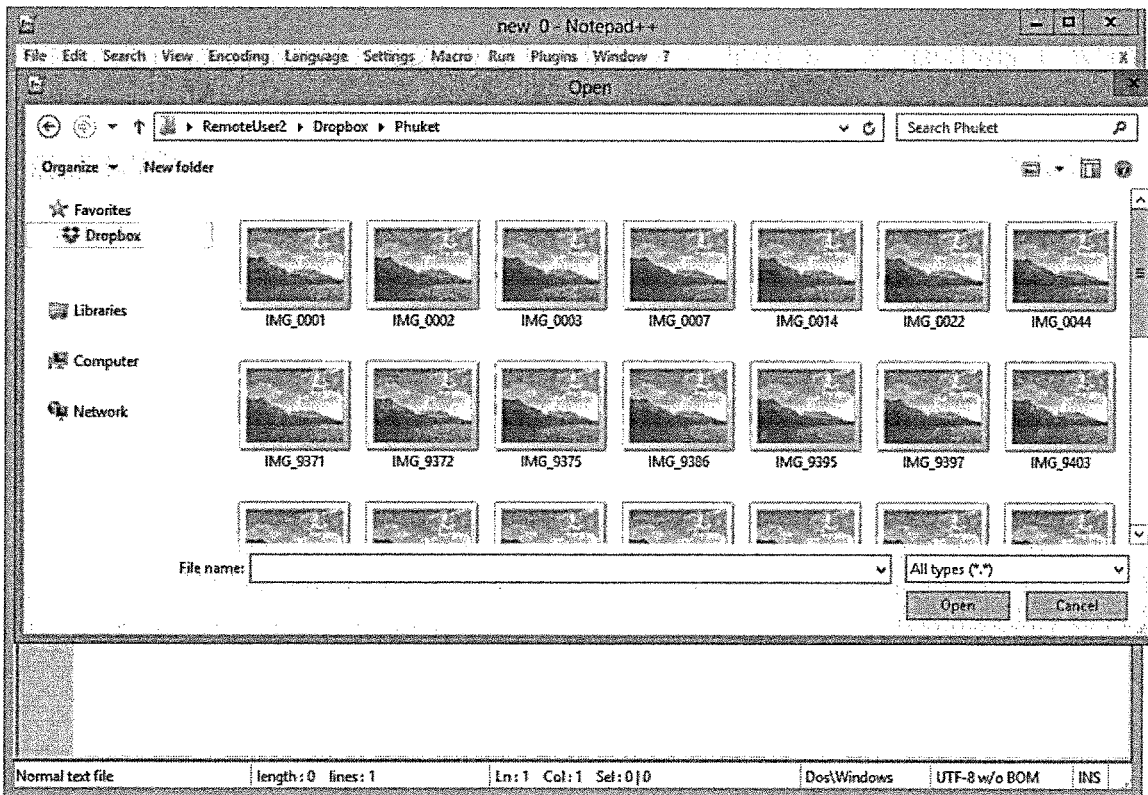 new 0 - Notepad++
File Edit Search View Encoding Language Settings Macro Run Plugins Window ? X
Open
RemoteUser2 ▸ Dropbox ▸ Phuket
Search Phuket
Organize
New folder
Favorites
Dropbox
Libraries
Computer
Network
IMG_0001 IMG_0002 IMG_0003 IMG_0007 IMG_0014 IMG_0022 IMG_0044
IMG_9371 IMG_9372 IMG_9375 IMG_9386 IMG_9395 IMG_9397 IMG_9403
File name:
All types (*.*)
Open Cancel
Normal text file length : 0 lines : 1 Ln : 1 Col : 1 Sel : 0 | 0 Dos\Windows UTF-8 w/o BOM INS